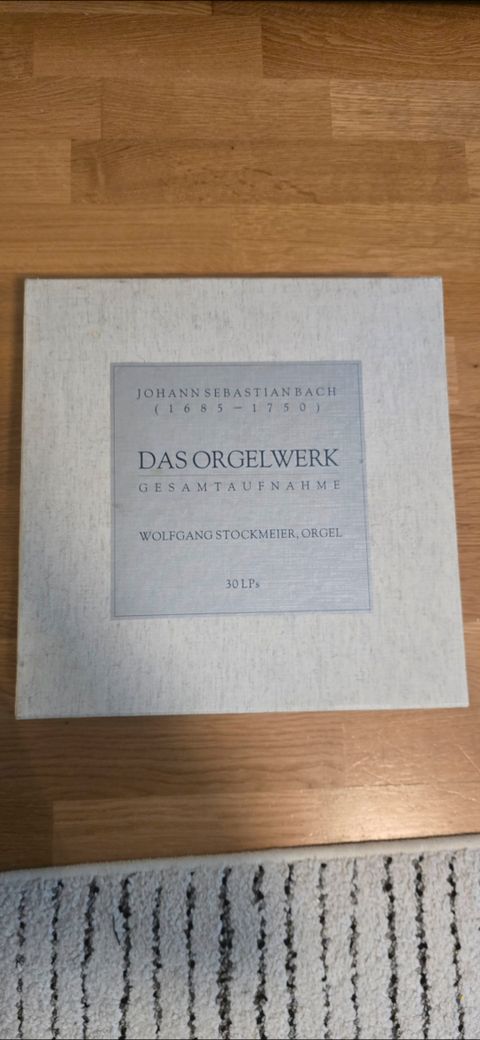 JOHANN SEBASTIAN BACH
(1685–1750)
DAS ORGELWERK
GESAMTAUFNAHME
WOLFGANG STOCKMEIER, ORGEL
30 LPs